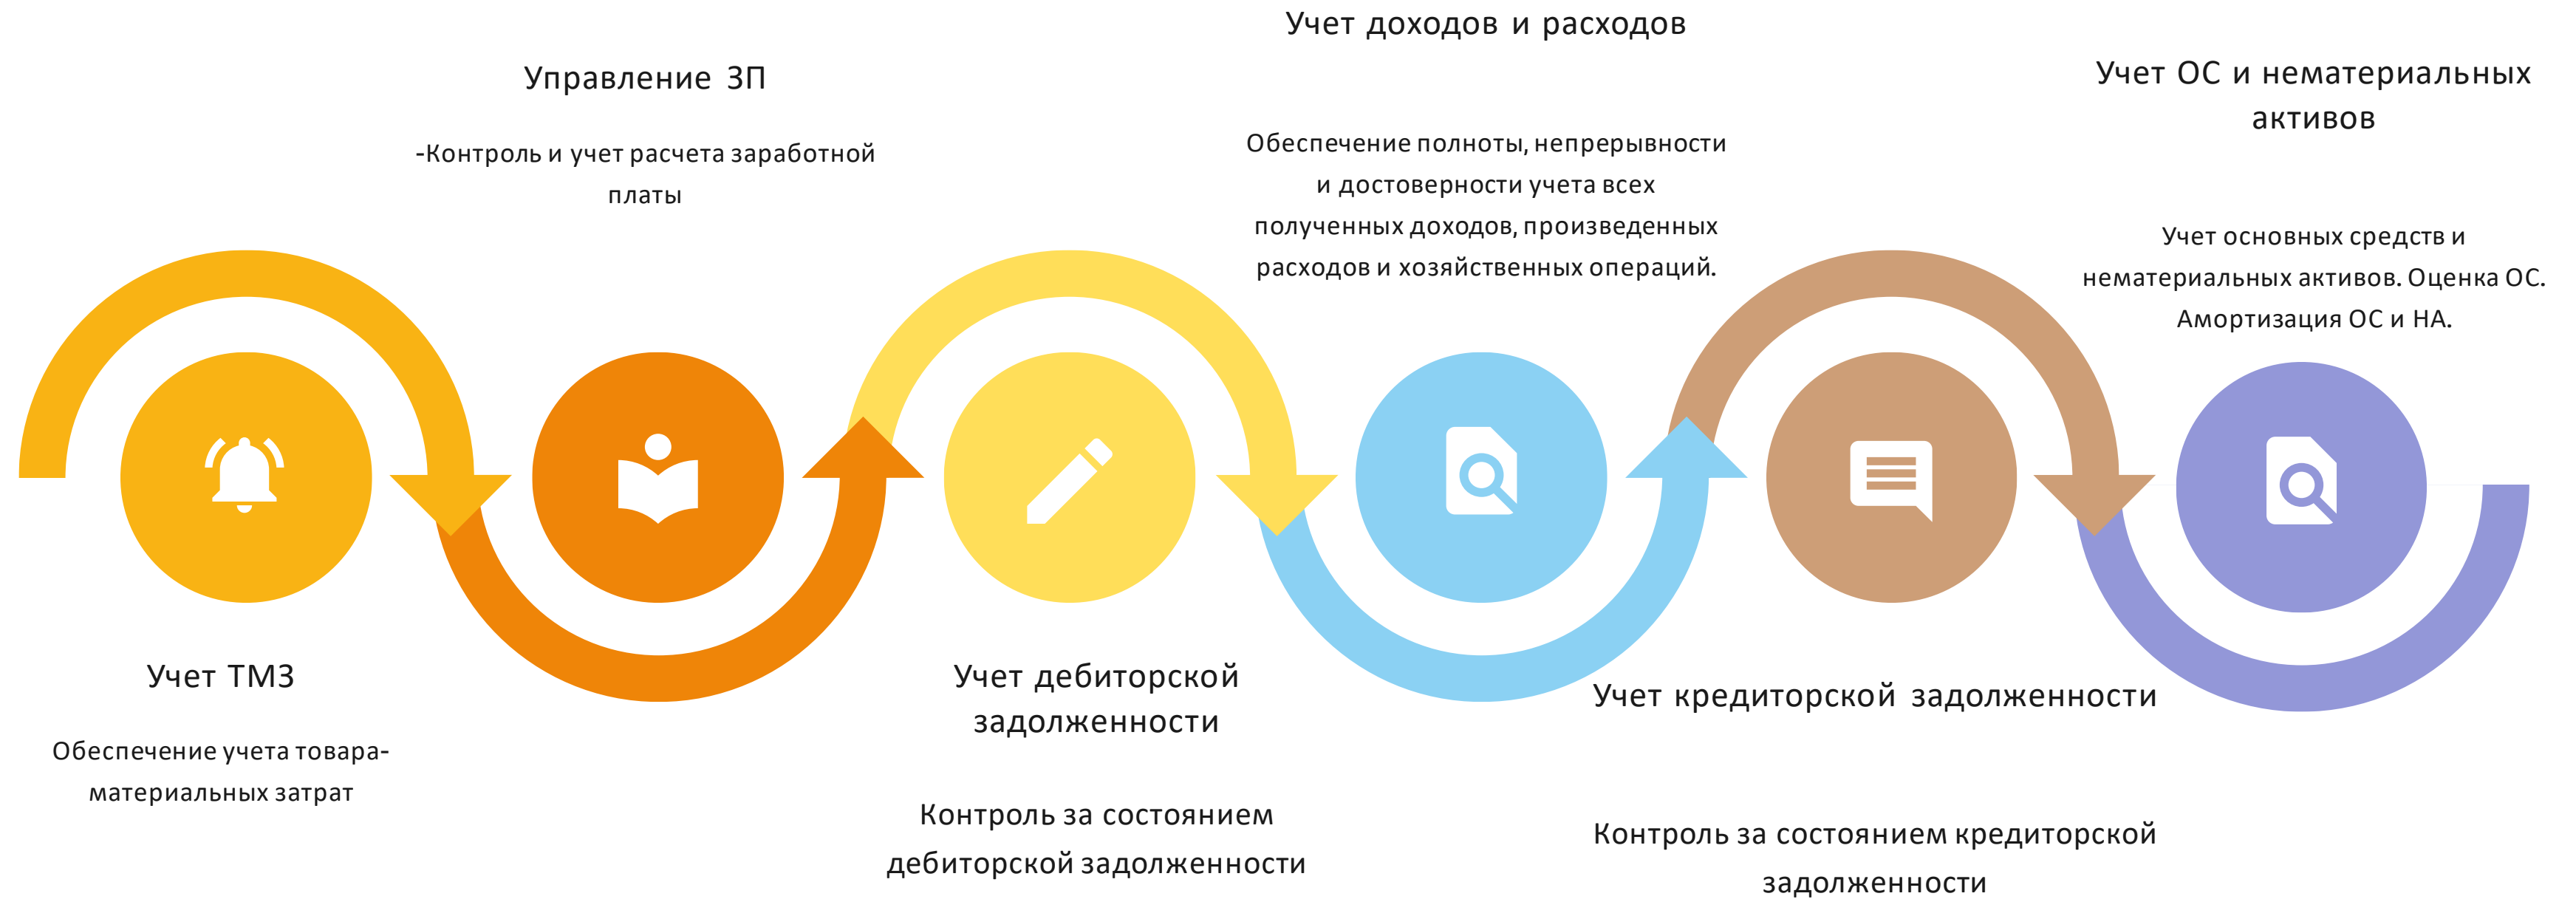 Учет ТМЗ
Обеспечение учета товара-
материальных затрат
Управление ЗП
-Контроль и учет расчета заработной
платы
Учет дебиторской
задолженности
Контроль за состоянием
дебиторской задолженности
Учет доходов и расходов
Обеспечение полноты, непрерывности
и достоверности учета всех
полученных доходов, произведенных
расходов и хозяйственных операций.
Учет кредиторской задолженности
Контроль за состоянием кредиторской
задолженности
Учет ОС и нематериальных
активов
Учет основных средств и
нематериальных активов. Оценка ОС.
Амортизация ОС и НА.